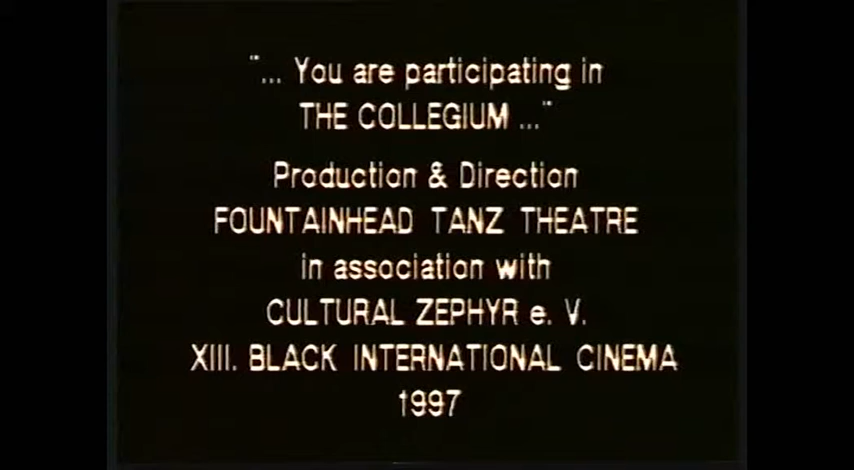 "... You are participating in
THE COLLEGIUM ..."
Production & Direction
FOUNTAINHEAD TANZ THEATRE
in association with
CULTURAL ZEPHYR e. V.
XIII. BLACK INTERNATIONAL CINEMA
1997